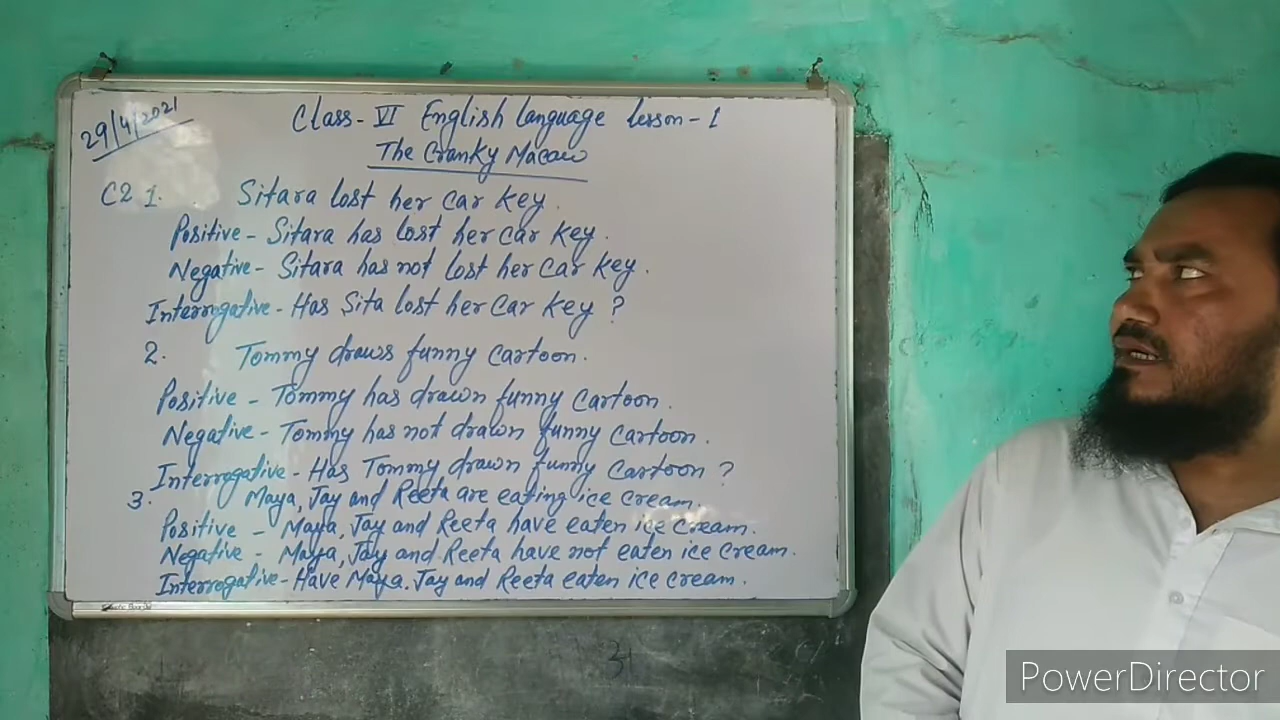 29/4/2021
Class- VI English language lesson-1
The Cranky Macaw
C2 1. Sitara lost her car key.
Positive - Sitara has lost her car key.
Negative - Sitara has not lost her car key.
Interrogative - Has Sita lost her car key ?
2. Tommy draws funny cartoon.
Positive - Tommy has drawn funny cartoon.
Negative - Tommy has not drawn funny cartoon.
Interrogative - Has Tommy drawn funny cartoon ?
3. Maya, Jay and Reeta are eating ice cream.
Positive - Maya, Jay and Reeta have eaten ice cream.
Negative - Maya, Jay and Reeta have not eaten ice cream.
Interrogative - Have Maya. Jay and Reeta eaten ice cream.
PowerDirector